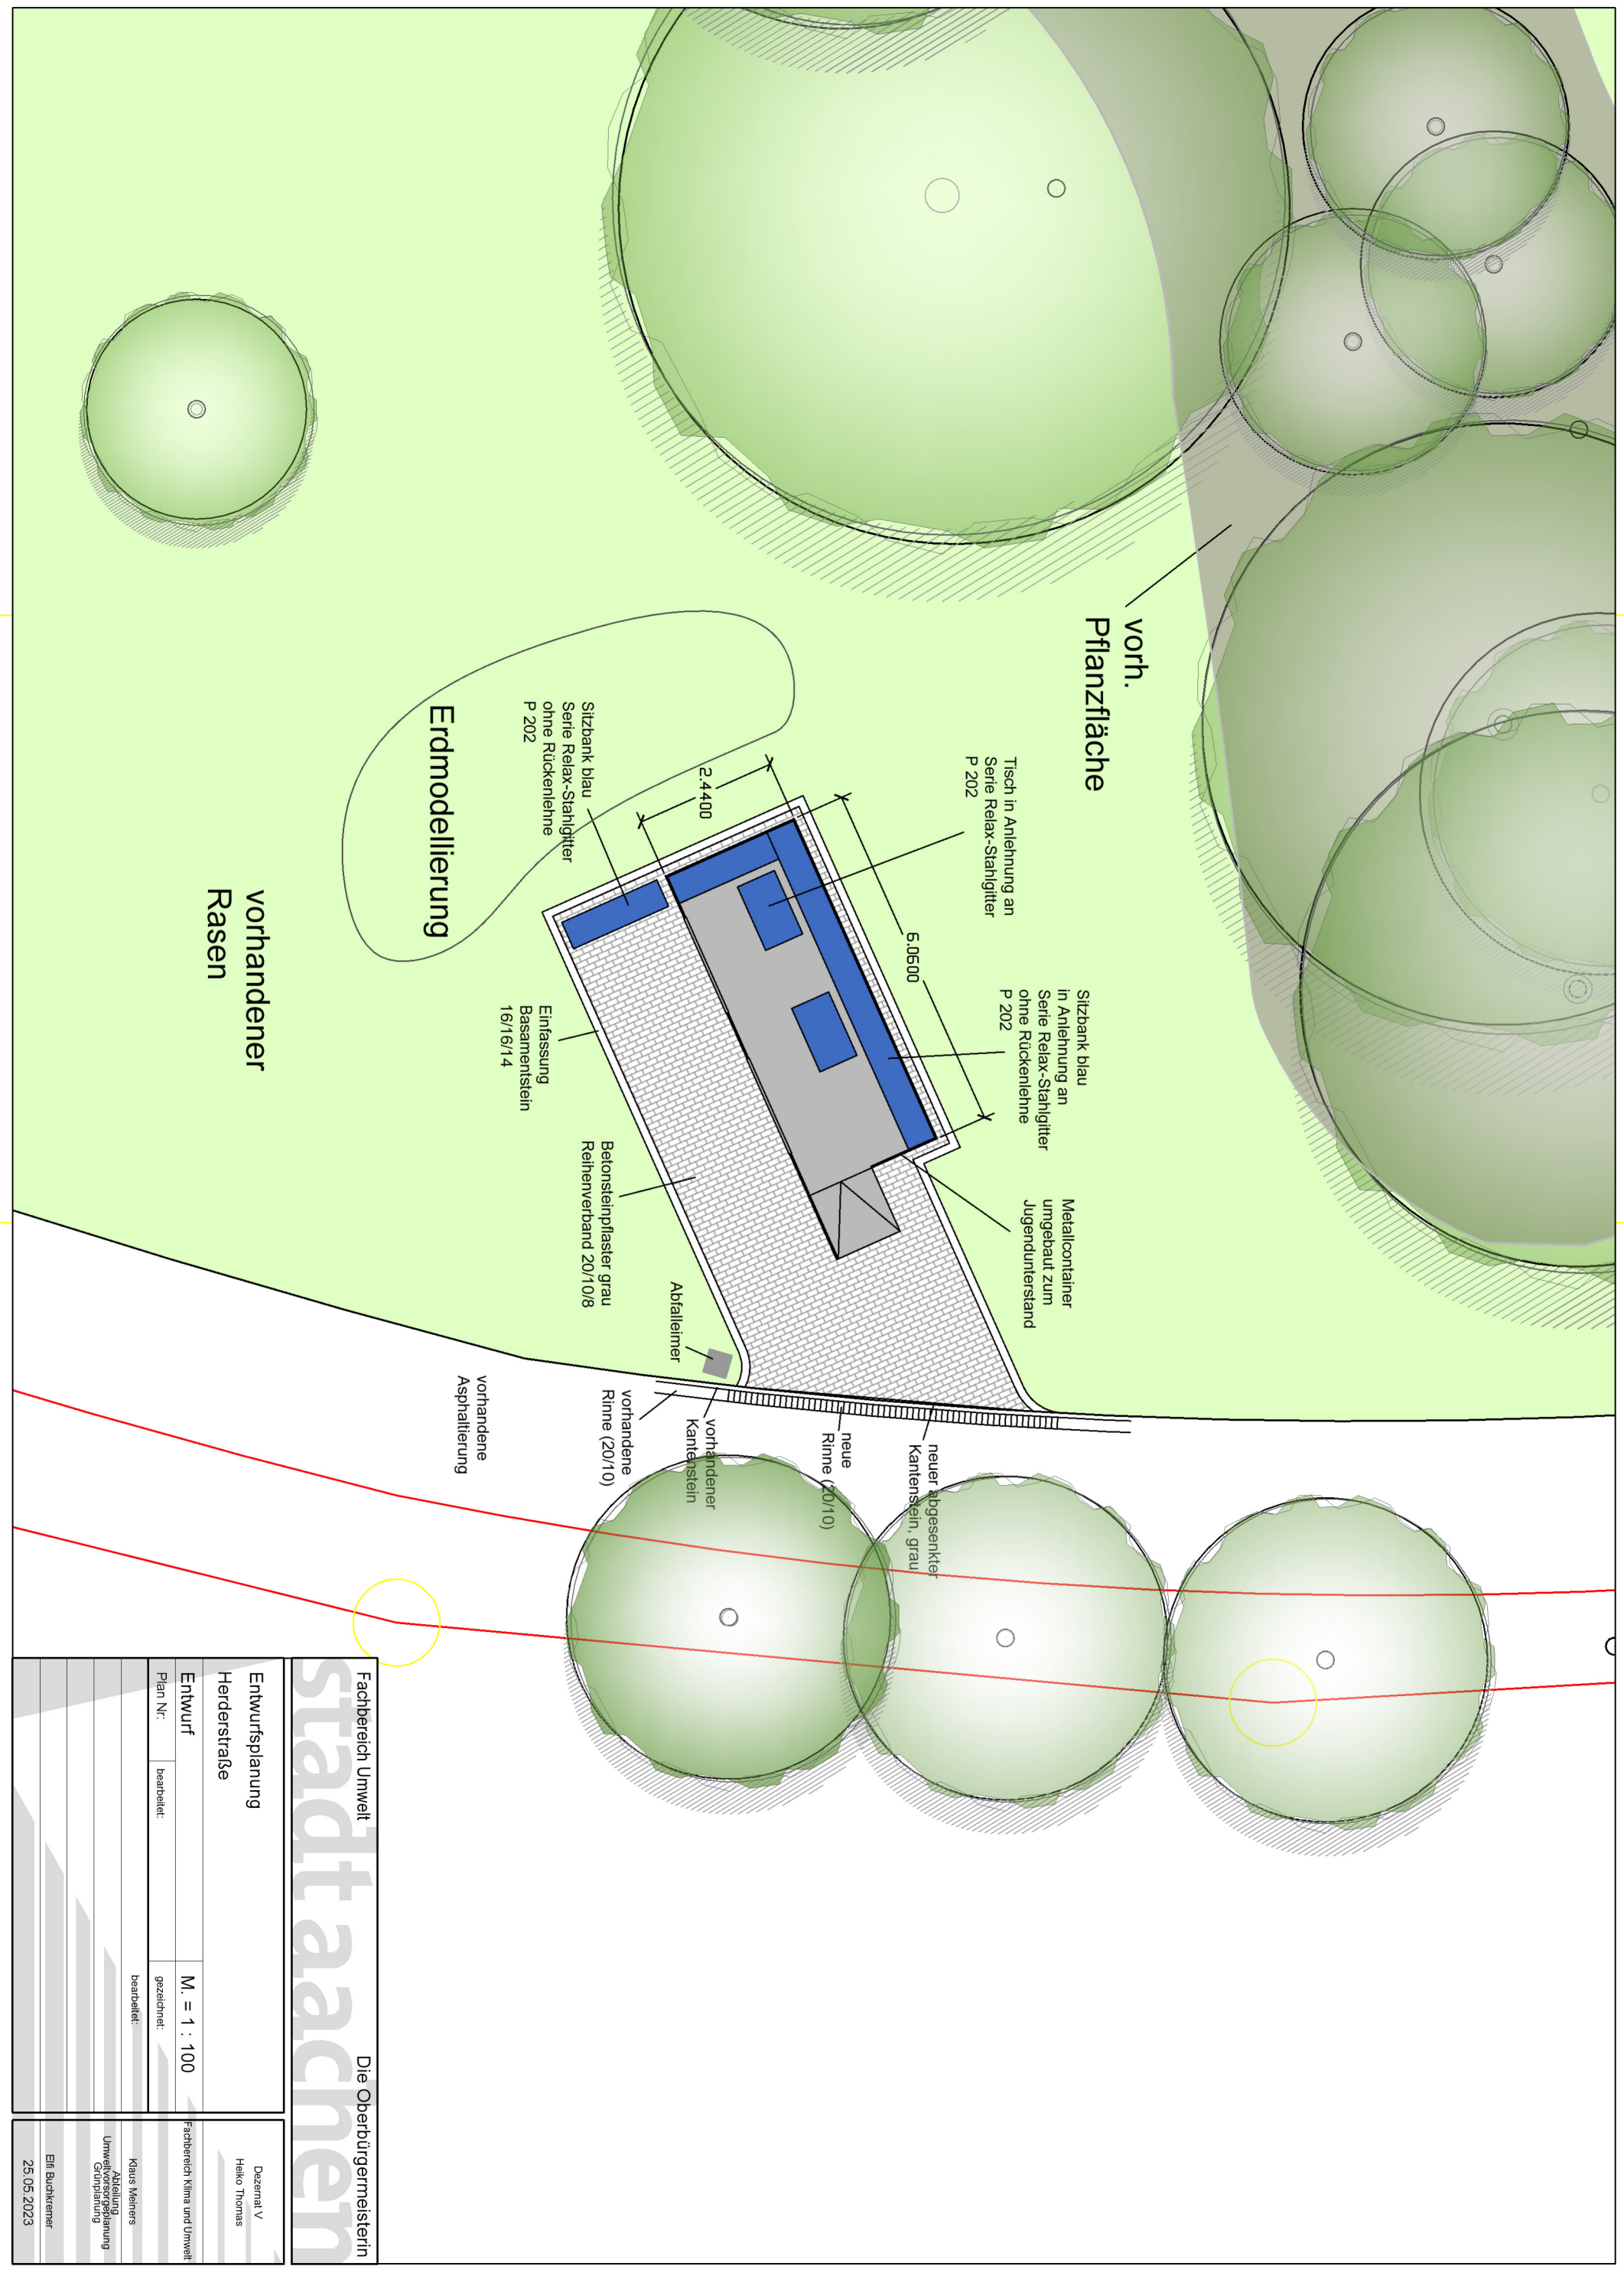 vorh.
Pflanzfläche
Tisch in Anlehnung an
Serie Relax-Stahlgitter
P 202
Sitzbank blau
in Anlehnung an
Serie Relax-Stahlgitter
ohne Rückenlehne
P 202
Metallcontainer
umgebaut zum
Jugendunterstand
6.0600
2.4400
Sitzbank blau
Serie Relax-Stahlgitter
ohne Rückenlehne
P 202
Erdmodellierung
vorhandener
Rasen
Einfassung
Basamentstein
16/16/14
Betonsteinpflaster grau
Reihenverband 20/10/8
Abfalleimer
neuer abgesenkter
Kantenstein, grau
neue
Rinne (20/10)
vorhandener
Kantenstein
vorhandene
Rinne (20/10)
vorhandene
Asphaltierung
Fachbereich Umwelt
Die Oberbürgermeisterin
stadt aachen
Entwurfsplanung
Herderstraße
Entwurf
M. = 1 : 100
Plan Nr.:
bearbeitet:
gezeichnet:
bearbeitet:
Dezernat V
Heiko Thomas
Fachbereich Klima und Umwelt
Klaus Meiners
Abteilung
Umweltvorsorgeplanung
Grünplanung
Elfi Buchkremer
25.05.2023